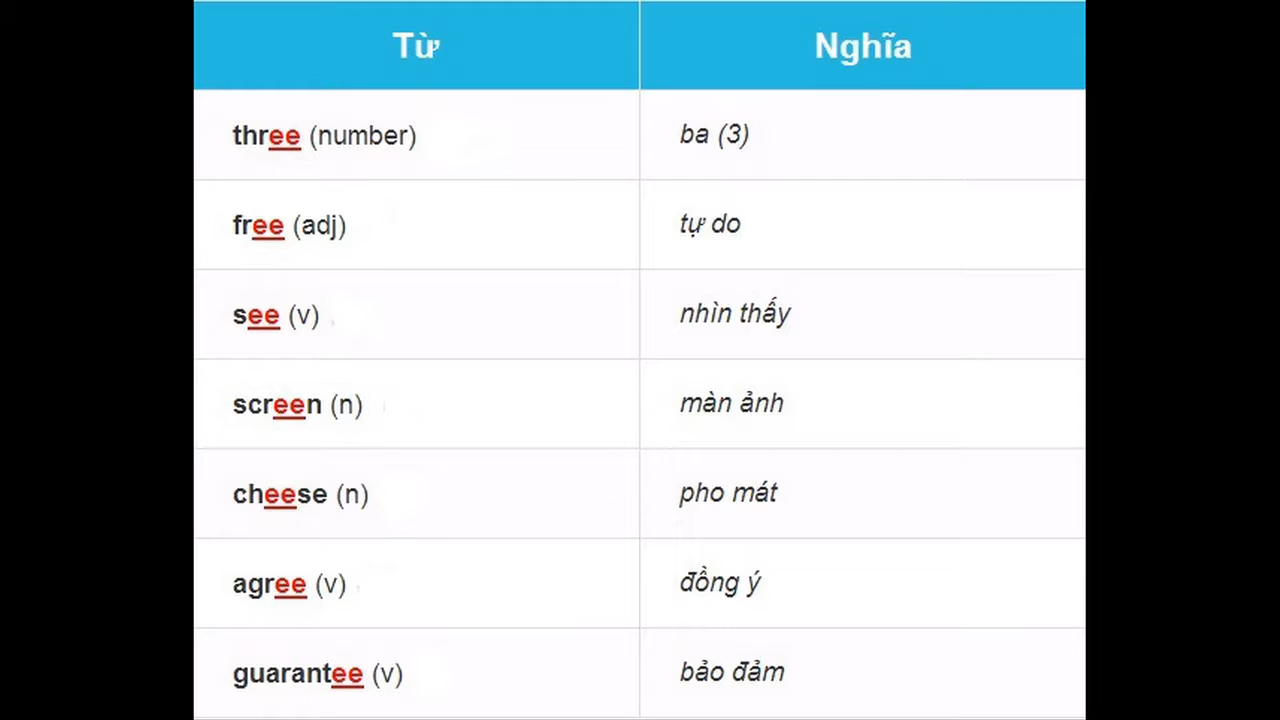 Từ Nghĩa
three (number) ba (3)
free (adj) tự do
see (v) nhìn thấy
screen (n) màn ảnh
cheese (n) pho mát
agree (v) đồng ý
guarantee (v) bảo đảm